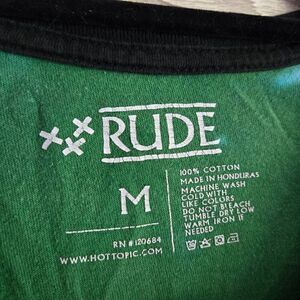 RUDE
M
RN #120684
WWW.HOTTOPIC.COM
100% COTTON
MADE IN HONDURAS
MACHINE WASH
COLD WITH
LIKE COLORS
DO NOT BLEACH
TUMBLE DRY LOW
WARM IRON IF
NEEDED